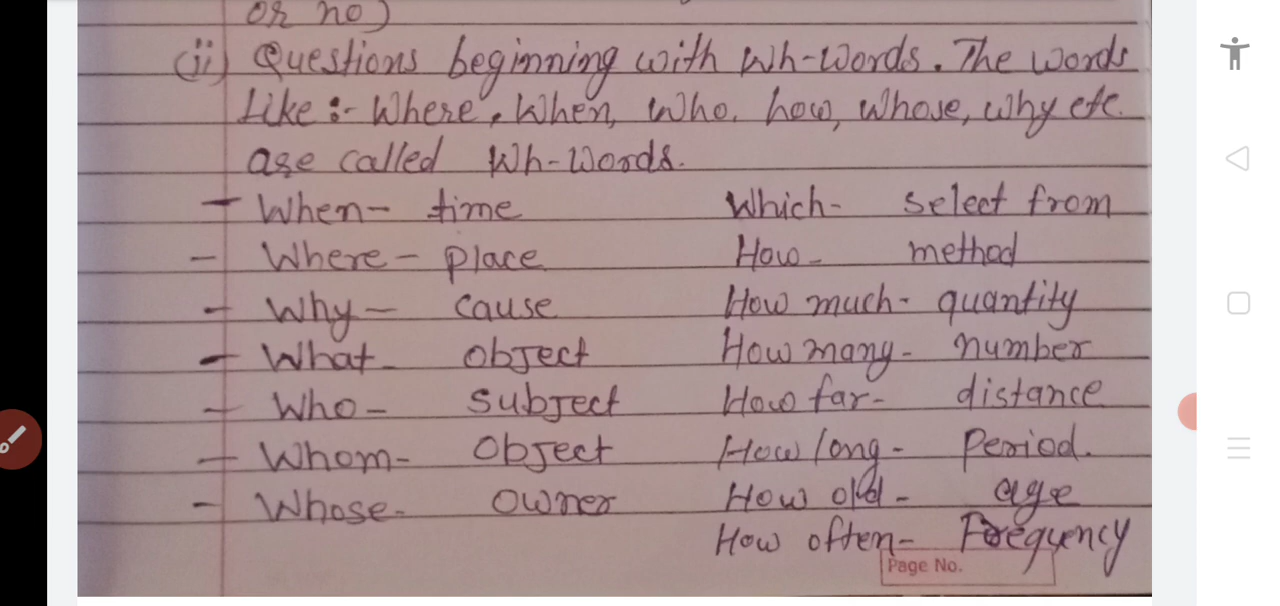 or no)
(ii) Questions beginning with Wh-Words. The words
Like :- Where, When, Who, how, Whose, why etc.
are called Wh-Words.
- When - time Which - select from
- Where - place How - method
- Why - cause How much - quantity
- What - object How many - number
- Who - subject How far - distance
- Whom - object How long - Period.
- Whose - owner How old - age
How often - Frequency
Page No.